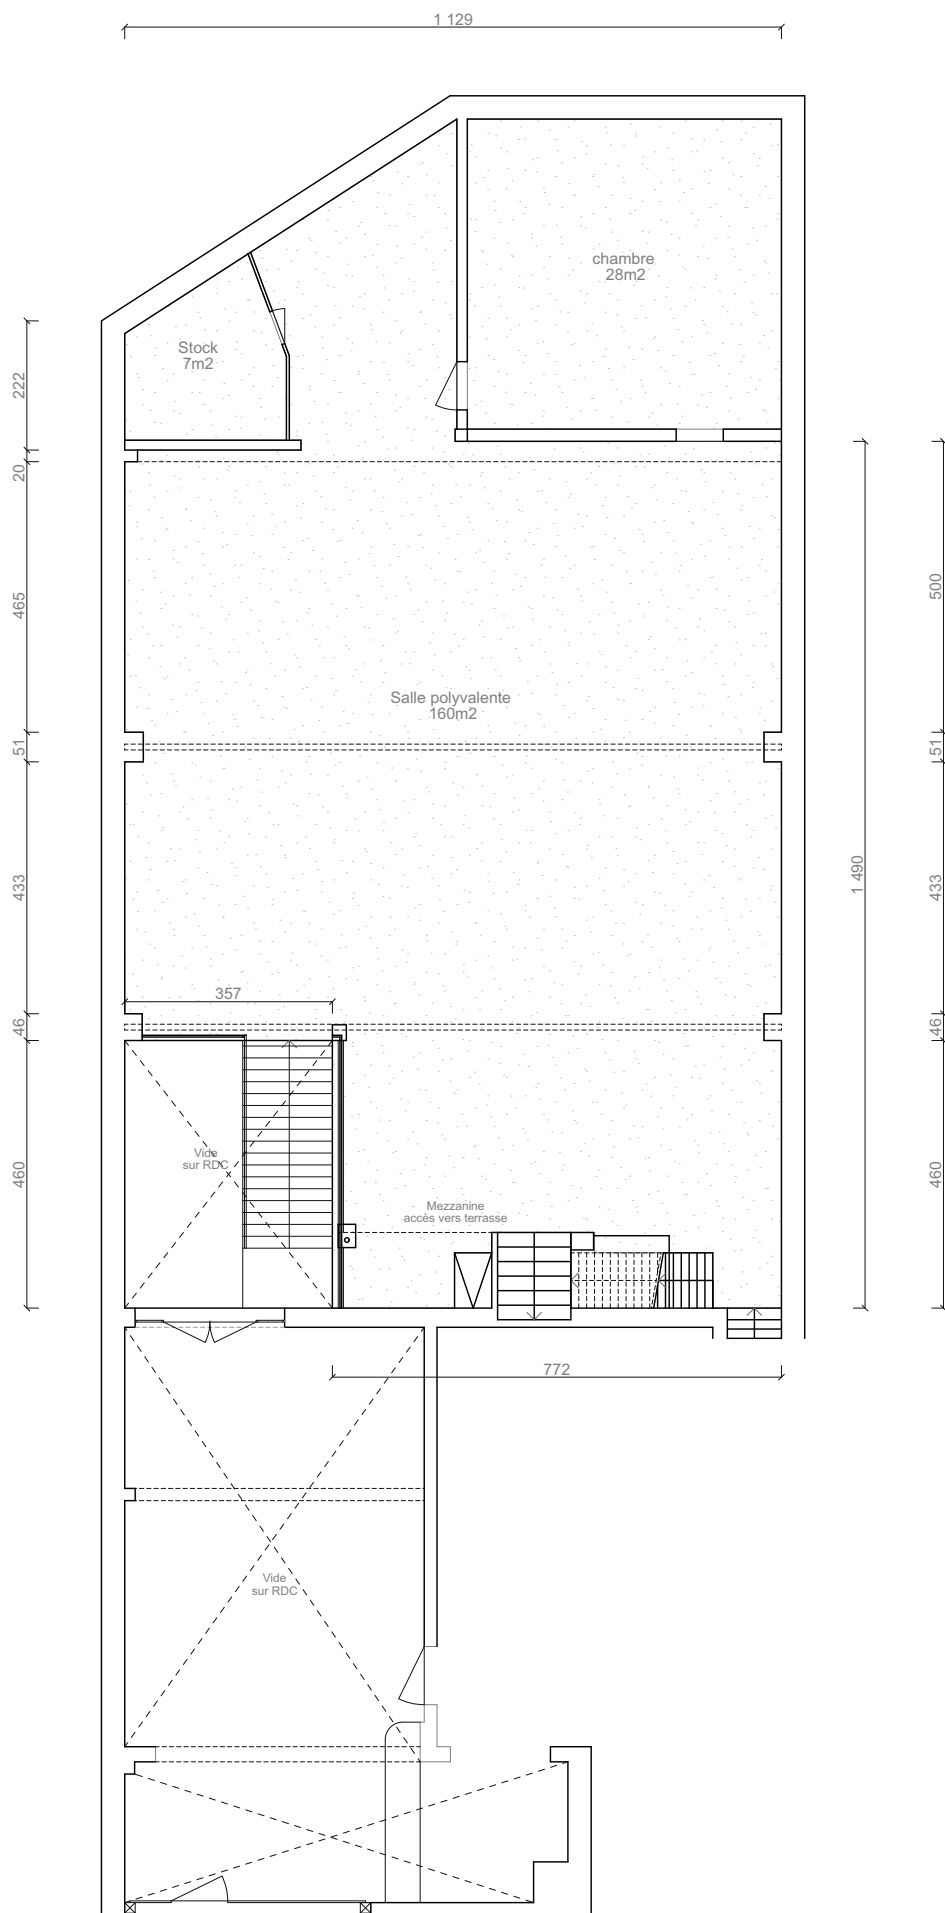 1 129
chambre
28m2
Stock
7m2
222
20
465
500
Salle polyvalente
160m2
51
51
1 490
433
433
357
46
46
Vide
sur RDC
460
460
Mezzanine
accès vers terrasse
772
Vide
sur RDC